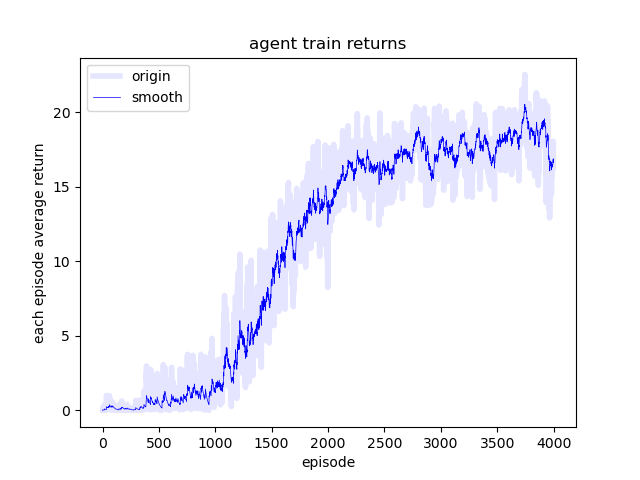 agent train returns
origin
smooth
each episode average return
20
15
10
5
0
0 500 1000 1500 2000 2500 3000 3500 4000
episode